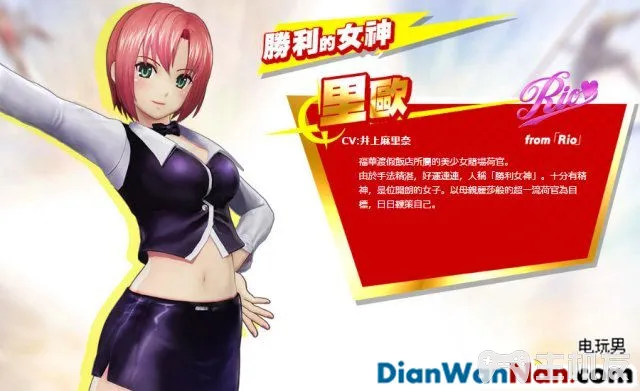 勝利的女神
里歐
Rio
CV:井上麻里奈
from「Rio」
福華渡假飯店所屬的美少女賭場荷官。
由於手法精湛，好運連連，人稱「勝利女神」。十分有精
神，是位開朗的女子。以母親麗莎般的超一流荷官為目
標，日日鞭策自己。
电玩男
DianWanNan.com